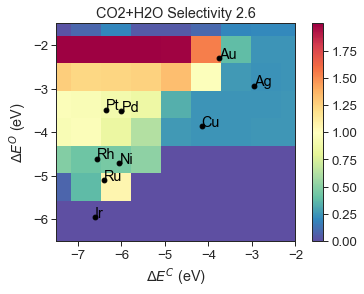 CO2+H2O Selectivity 2.6
−2
−3
−4
−5
−6
ΔE^O (eV)
Au
Ag
Pt
Pd
Cu
Rh
Ni
Ru
Ir
−7
−6
−5
−4
−3
−2
ΔE^C (eV)
1.75
1.50
1.25
1.00
0.75
0.50
0.25
0.00